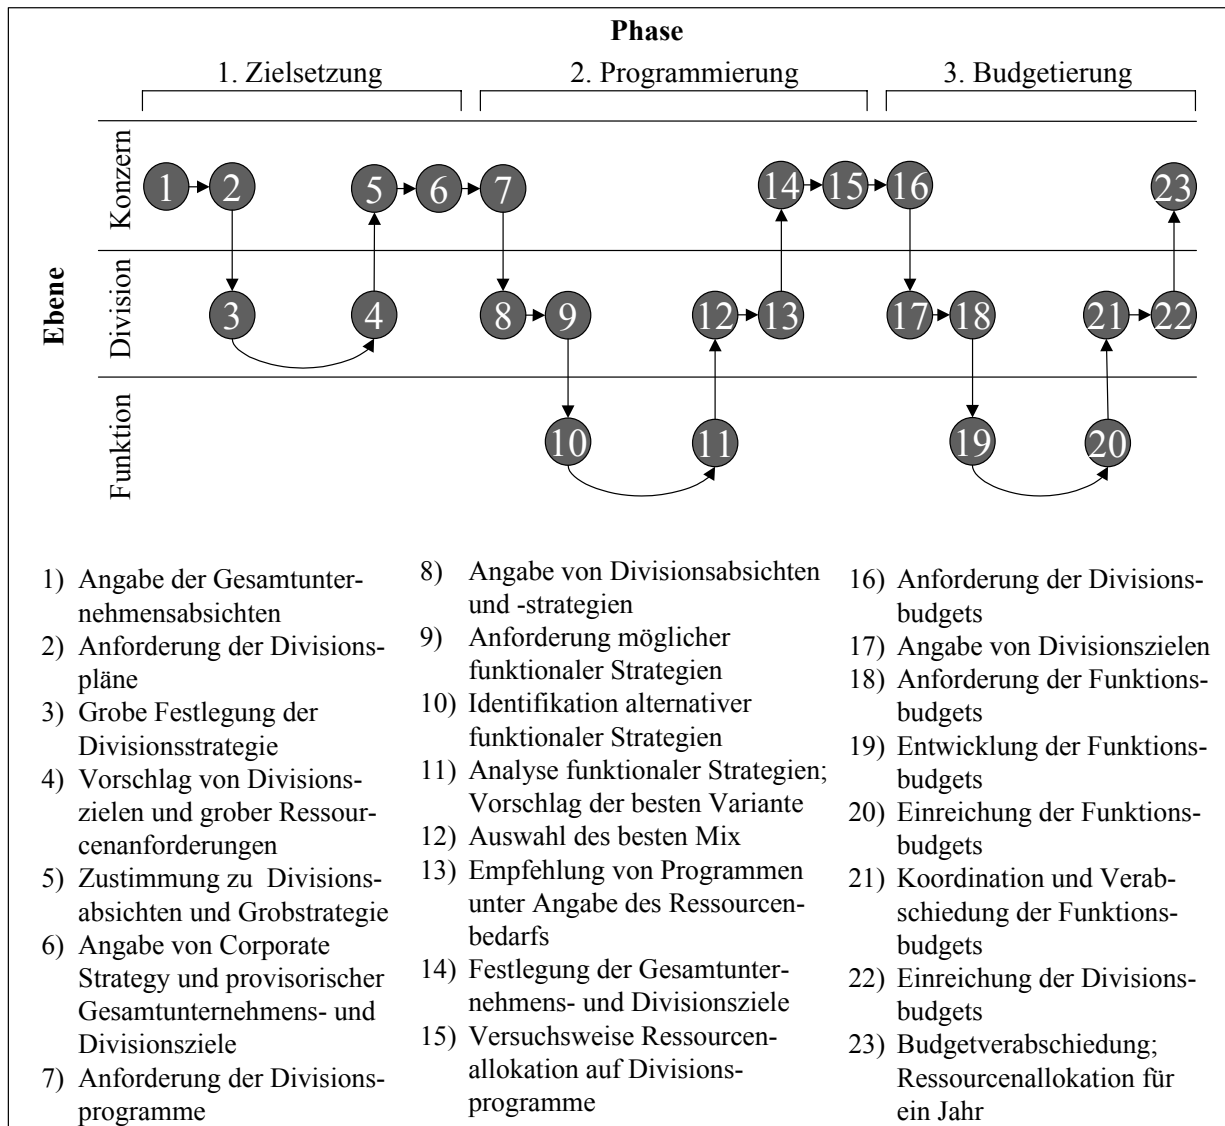 Phase
1. Zielsetzung
2. Programmierung
3. Budgetierung
Ebene
Konzern
1
2
5
6
7
14
15
16
23
Division
3
4
8
9
12
13
17
18
21
22
Funktion
10
11
19
20
1) Angabe der Gesamtunter-
nehmensabsichten
2) Anforderung der Divisions-
pläne
3) Grobe Festlegung der
Divisionsstrategie
4) Vorschlag von Divisions-
zielen und grober Ressour-
cenanforderungen
5) Zustimmung zu Divisions-
absichten und Grobstrategie
6) Angabe von Corporate
Strategy und provisorischer
Gesamtunternehmens- und
Divisionsziele
7) Anforderung der Divisions-
programme
8) Angabe von Divisionsabsichten
und -strategien
9) Anforderung möglicher
funktionaler Strategien
10) Identifikation alternativer
funktionaler Strategien
11) Analyse funktionaler Strategien;
Vorschlag der besten Variante
12) Auswahl des besten Mix
13) Empfehlung von Programmen
unter Angabe des Ressourcen-
bedarfs
14) Festlegung der Gesamtunter-
nehmens- und Divisionsziele
15) Versuchsweise Ressourcen-
allokation auf Divisions-
programme
16) Anforderung der Divisions-
budgets
17) Angabe von Divisionszielen
18) Anforderung der Funktions-
budgets
19) Entwicklung der Funktions-
budgets
20) Einreichung der Funktions-
budgets
21) Koordination und Verab-
schiedung der Funktions-
budgets
22) Einreichung der Divisions-
budgets
23) Budgetverabschiedung;
Ressourcenallokation für
ein Jahr